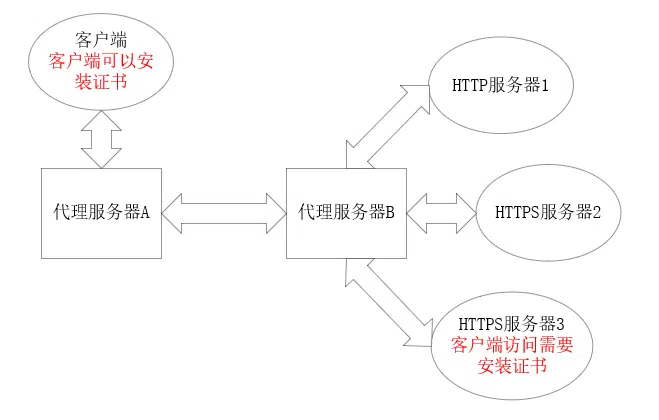 客户端
客户端可以安
装证书
HTTP服务器1
代理服务器A
代理服务器B
HTTPS服务器2
HTTPS服务器3
客户端访问需要
安装证书